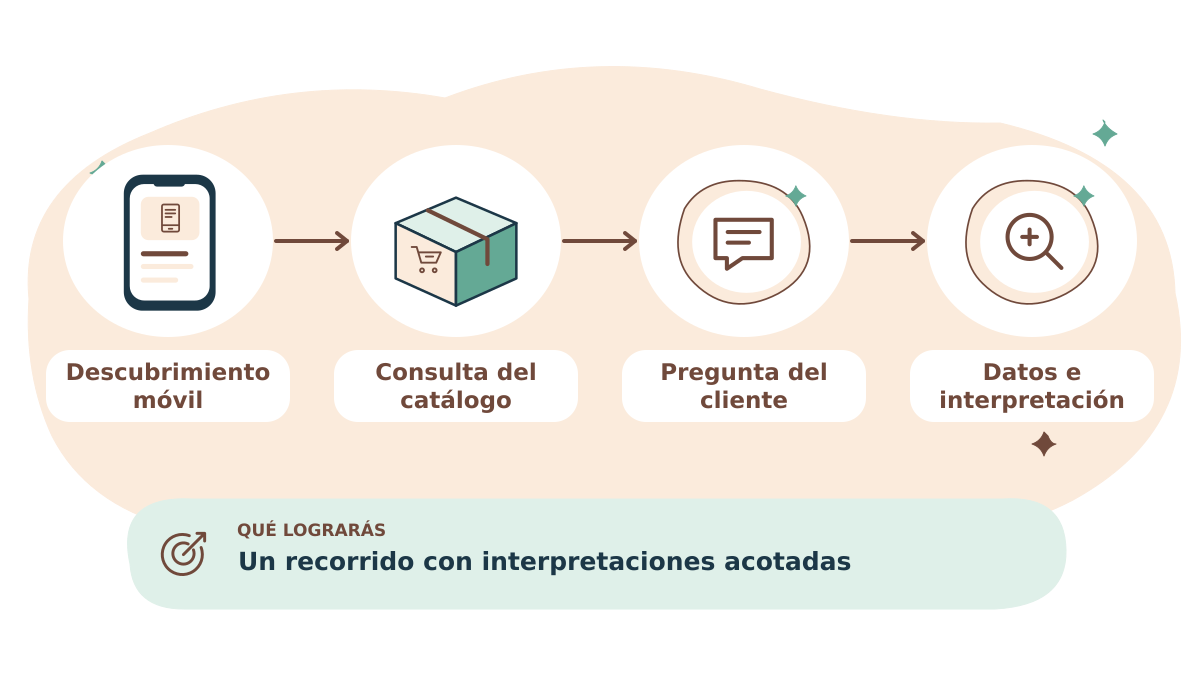 Descubrimiento
móvil
Consulta del
catálogo
Pregunta del
cliente
Datos e
interpretación
QUÉ LOGRARÁS
Un recorrido con interpretaciones acotadas